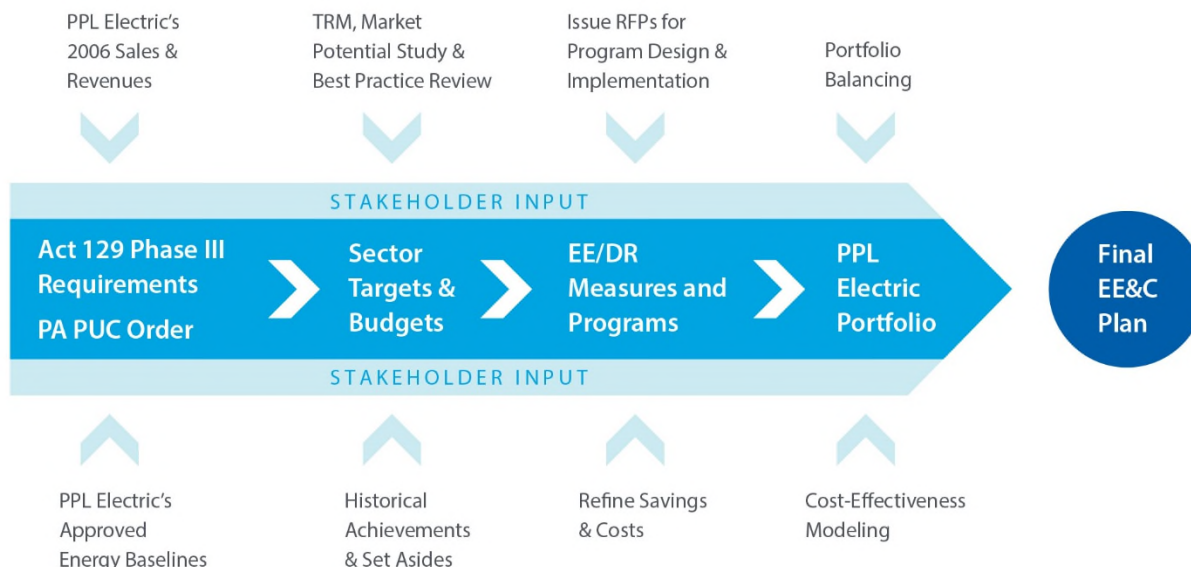 PPL Electric's
2006 Sales &
Revenues
TRM, Market
Potential Study &
Best Practice Review
Issue RFPs for
Program Design &
Implementation
Portfolio
Balancing
STAKEHOLDER INPUT
Act 129 Phase III
Requirements
PA PUC Order
Sector
Targets &
Budgets
EE/DR
Measures and
Programs
PPL
Electric
Portfolio
Final
EE&C
Plan
STAKEHOLDER INPUT
PPL Electric's
Approved
Energy Baselines
Historical
Achievements
& Set Asides
Refine Savings
& Costs
Cost-Effectiveness
Modeling